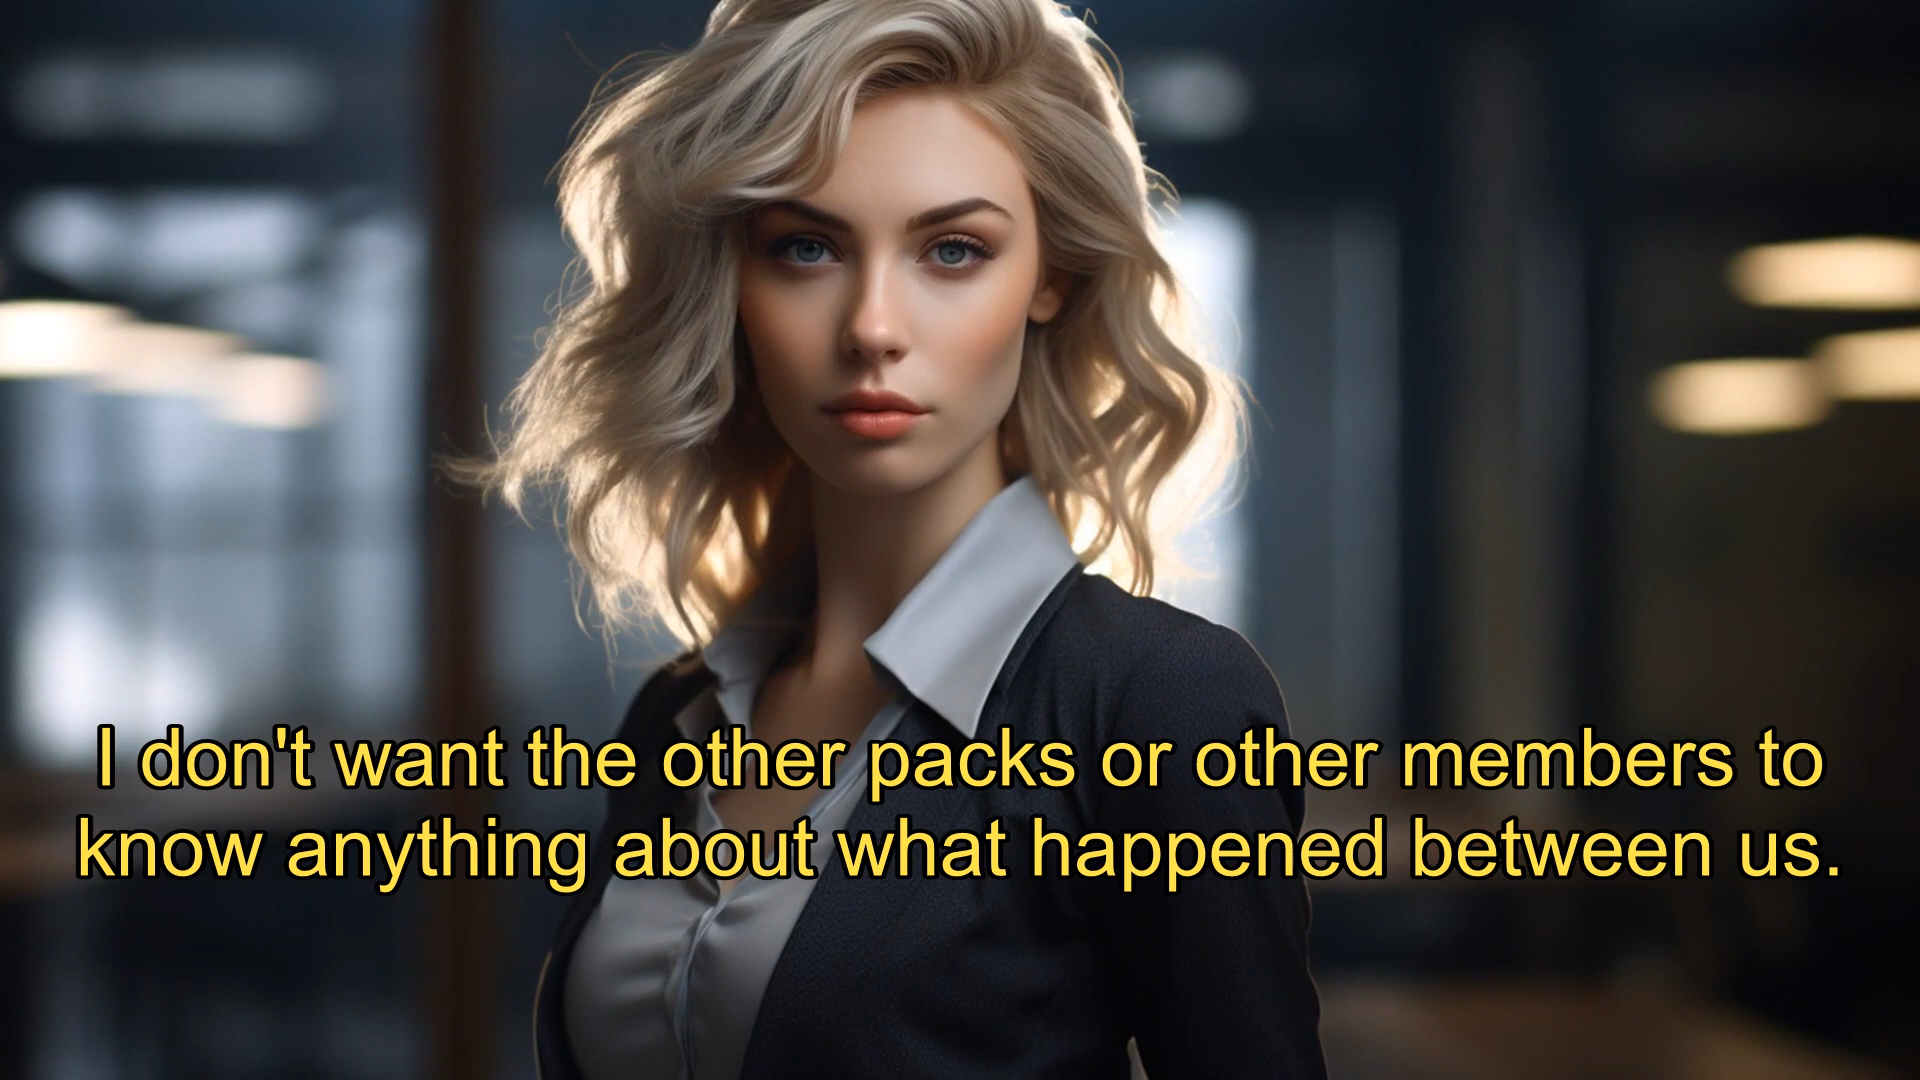 I don't want the other packs or other members to
know anything about what happened between us.